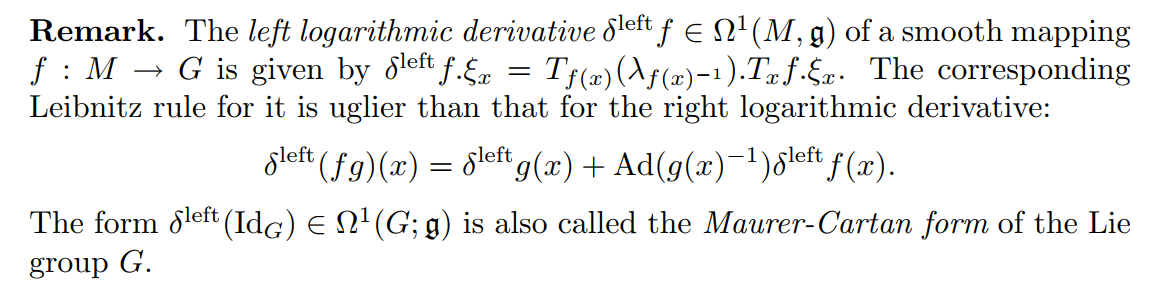 Remark. The left logarithmic derivative δ^left f ∈ Ω¹(M, 𝔤) of a smooth mapping
f : M → G is given by δ^left f.ξ_x = T_{f(x)}(λ_{f(x)^{-1}}).T_x f.ξ_x. The corresponding
Leibnitz rule for it is uglier than that for the right logarithmic derivative:
δ^left(fg)(x) = δ^left g(x) + Ad(g(x)^{-1})δ^left f(x).
The form δ^left(Id_G) ∈ Ω¹(G; 𝔤) is also called the Maurer-Cartan form of the Lie
group G.